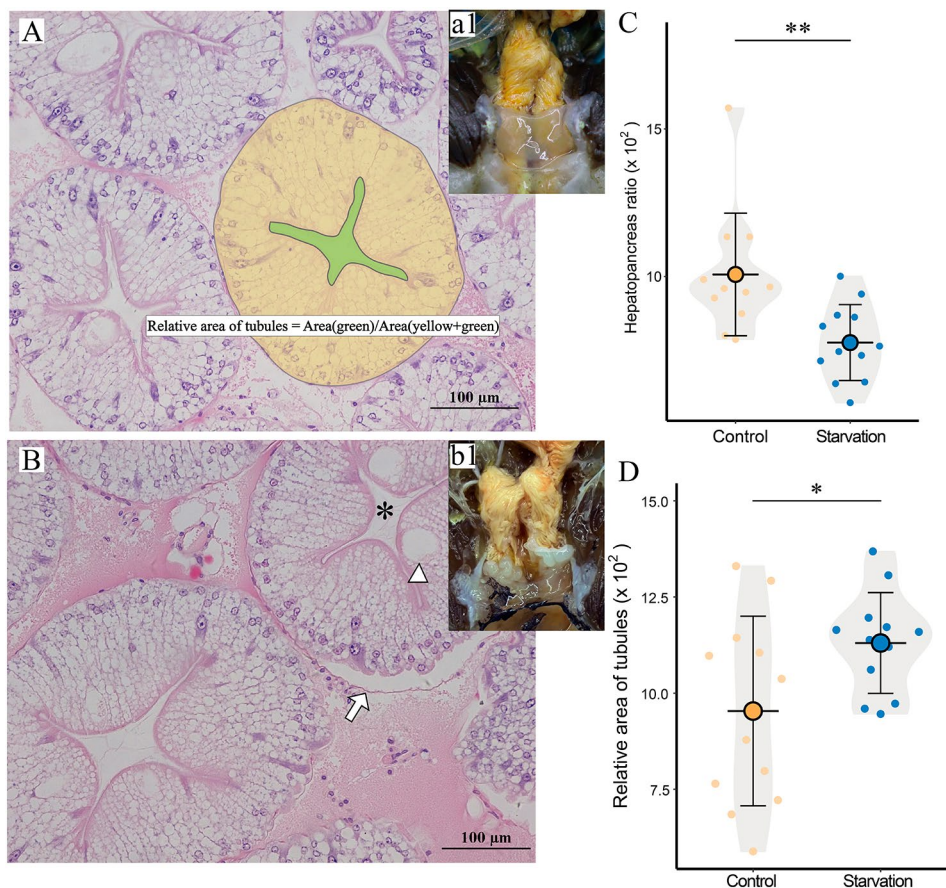 A
a1
Relative area of tubules = Area(green)/Area(yellow+green)
100 μm
B
b1
*
100 μm
C
**
Hepatopancreas ratio (x 10²)
15
10
Control
Starvation
D
*
Relative area of tubules (x 10²)
15.0
12.5
10.0
7.5
Control
Starvation